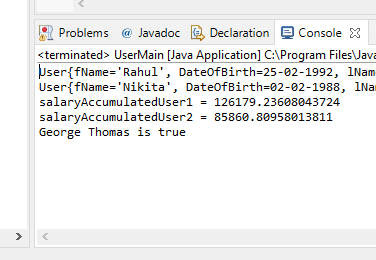 Problems @ Javadoc Declaration Console
<terminated> UserMain [Java Application] C:\Program Files\Java
User{fName='Rahul', DateOfBirth=25-02-1992, lNam
User{fName='Nikita', DateOfBirth=02-02-1988, lNa
salaryAccumulatedUser1 = 126179.23608043724
salaryAccumulatedUser2 = 85860.80958013811
George Thomas is true